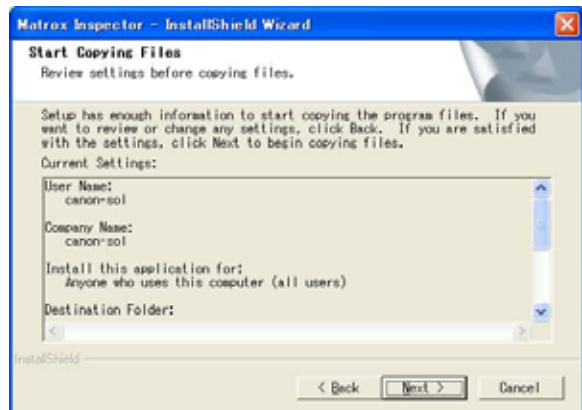 Matrox Inspector - InstallShield Wizard
Start Copying Files
Review settings before copying files.
Setup has enough information to start copying the program files.  If you
want to review or change any settings, click Back.  If you are satisfied
with the settings, click Next to begin copying files.
Current Settings:
User Name:
canon-sol
Company Name:
canon-sol
Install this application for:
Anyone who uses this computer (all users)
Destination Folder:
InstallShield
< Back
Next >
Cancel